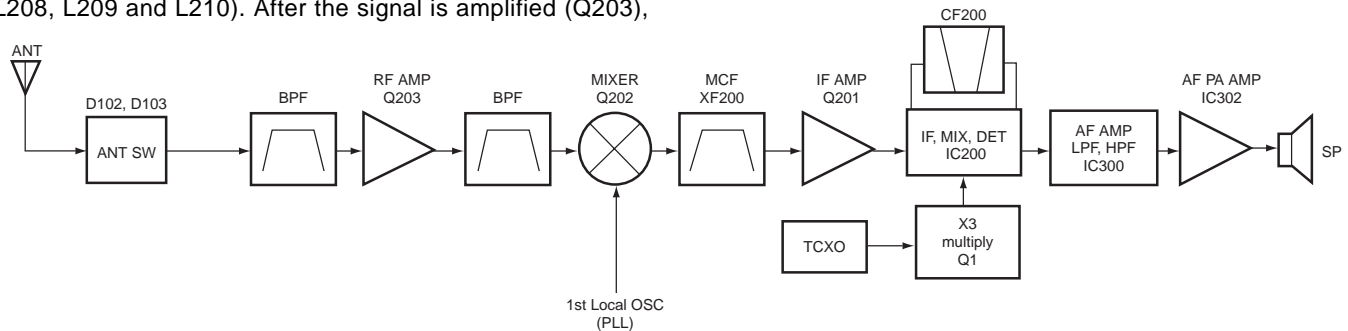 L208, L209 and L210). After the signal is amplified (Q203),
ANT
D102, D103
ANT SW
BPF
RF AMP
Q203
BPF
MIXER
Q202
MCF
XF200
IF AMP
Q201
CF200
IF, MIX, DET
IC200
AF AMP
LPF, HPF
IC300
AF PA AMP
IC302
SP
TCXO
X3
multiply
Q1
1st Local OSC
(PLL)